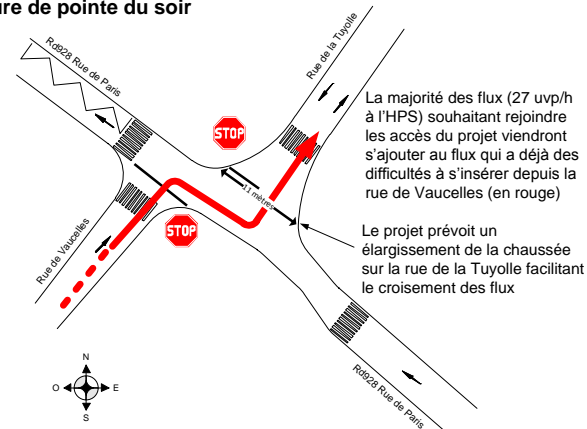 ure de pointe du soir
Rd928 Rue de Paris
Rue de la Tuyolle
STOP
La majorité des flux (27 uvp/h
à l'HPS) souhaitant rejoindre
les accès du projet viendront
s'ajouter au flux qui a déjà des
difficultés à s'insérer depuis la
rue de Vaucelles (en rouge)
11 mètres
STOP
Rue de Vaucelles
Le projet prévoit un
élargissement de la chaussée
sur la rue de la Tuyolle facilitant
le croisement des flux
N
O
E
S
Rd928 Rue de Paris